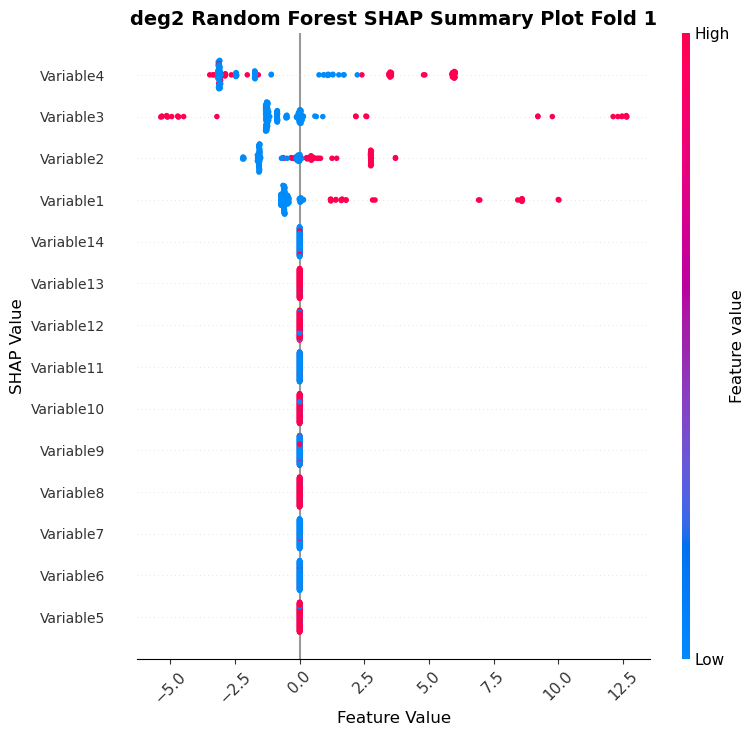 deg2 Random Forest SHAP Summary Plot Fold 1
High
Variable4
Variable3
Variable2
Variable1
Variable14
Variable13
Variable12
Variable11
Variable10
Variable9
Variable8
Variable7
Variable6
Variable5
SHAP Value
Feature value
Low
−5.0 −2.5 0.0 2.5 5.0 7.5 10.0 12.5
Feature Value